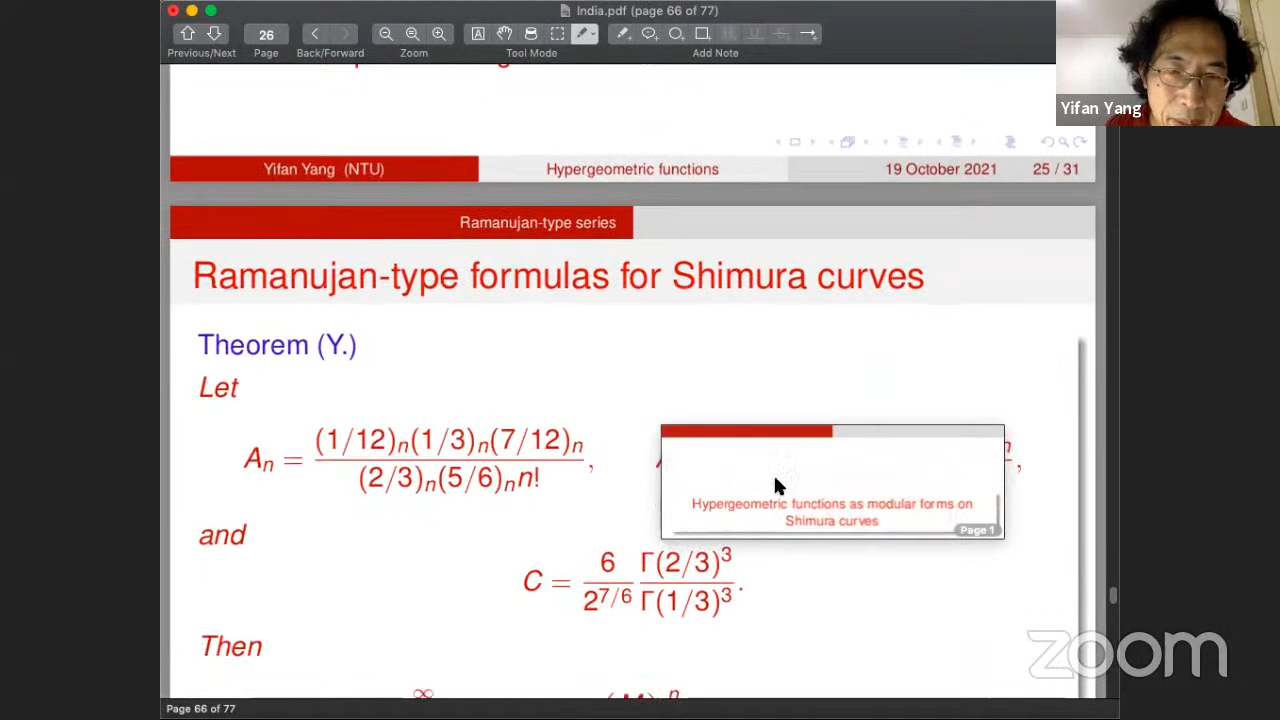 India.pdf (page 66 of 77)
26
Previous/Next Page Back/Forward Zoom Tool Mode Add Note
Yifan Yang
Yifan Yang (NTU) Hypergeometric functions 19 October 2021 25 / 31
Ramanujan-type series
Ramanujan-type formulas for Shimura curves
Theorem (Y.)
Let
A_n = (1/12)_n(1/3)_n(7/12)_n / (2/3)_n(5/6)_n n!,
Hypergeometric functions as modular forms on
Shimura curves
Page 1
and
C = 6/2^{7/6} Γ(2/3)^3/Γ(1/3)^3.
Then
zoom
Page 66 of 77